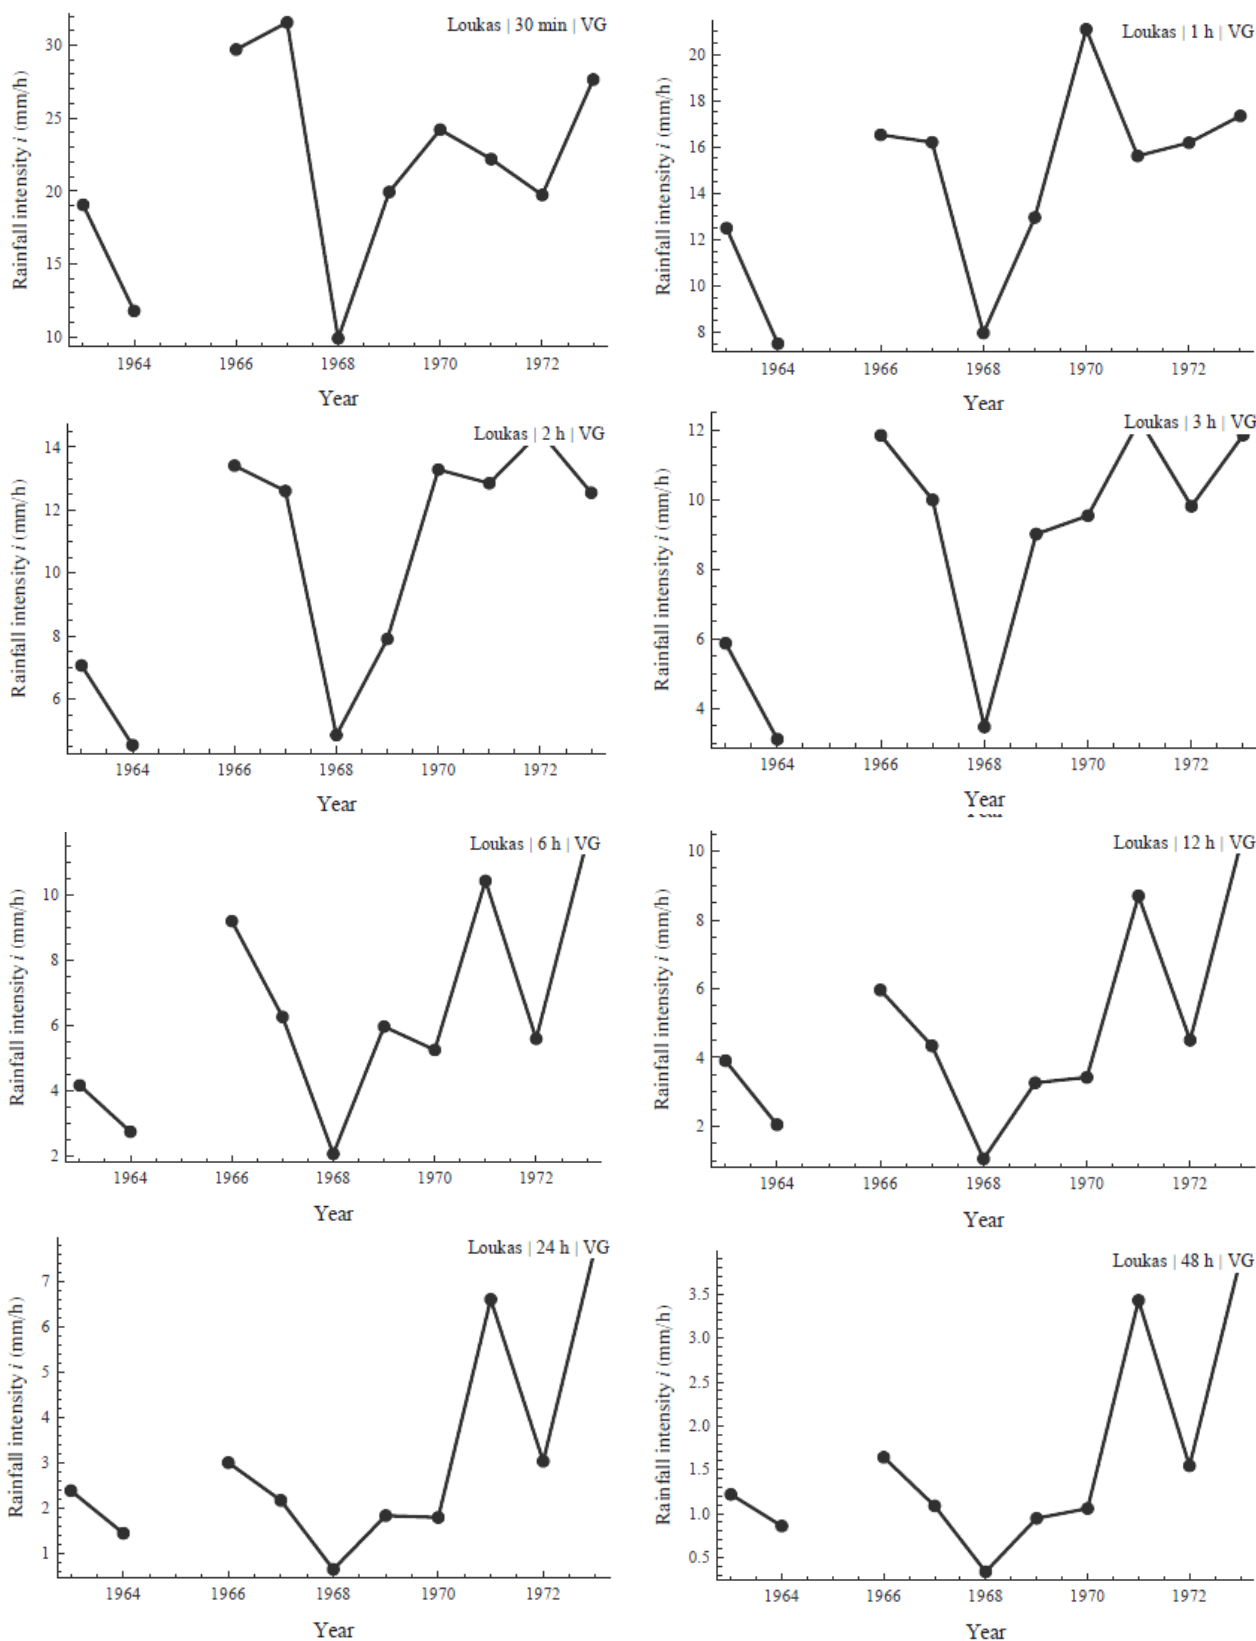 Loukas | 30 min | VG
Rainfall intensity i (mm/h)
30
25
20
15
10
1964 1966 1968 1970 1972
Year
Loukas | 1 h | VG
Rainfall intensity i (mm/h)
20
18
16
14
12
10
8
1964 1966 1968 1970 1972
Year
Loukas | 2 h | VG
Rainfall intensity i (mm/h)
14
12
10
8
6
1964 1966 1968 1970 1972
Year
Loukas | 3 h | VG
Rainfall intensity i (mm/h)
12
10
8
6
4
1964 1966 1968 1970 1972
Year
Loukas | 6 h | VG
Rainfall intensity i (mm/h)
10
8
6
4
2
1964 1966 1968 1970 1972
Year
Loukas | 12 h | VG
Rainfall intensity i (mm/h)
10
8
6
4
2
1964 1966 1968 1970 1972
Year
Loukas | 24 h | VG
Rainfall intensity i (mm/h)
7
6
5
4
3
2
1
1964 1966 1968 1970 1972
Year
Loukas | 48 h | VG
Rainfall intensity i (mm/h)
3.5
3.0
2.5
2.0
1.5
1.0
0.5
1964 1966 1968 1970 1972
Year